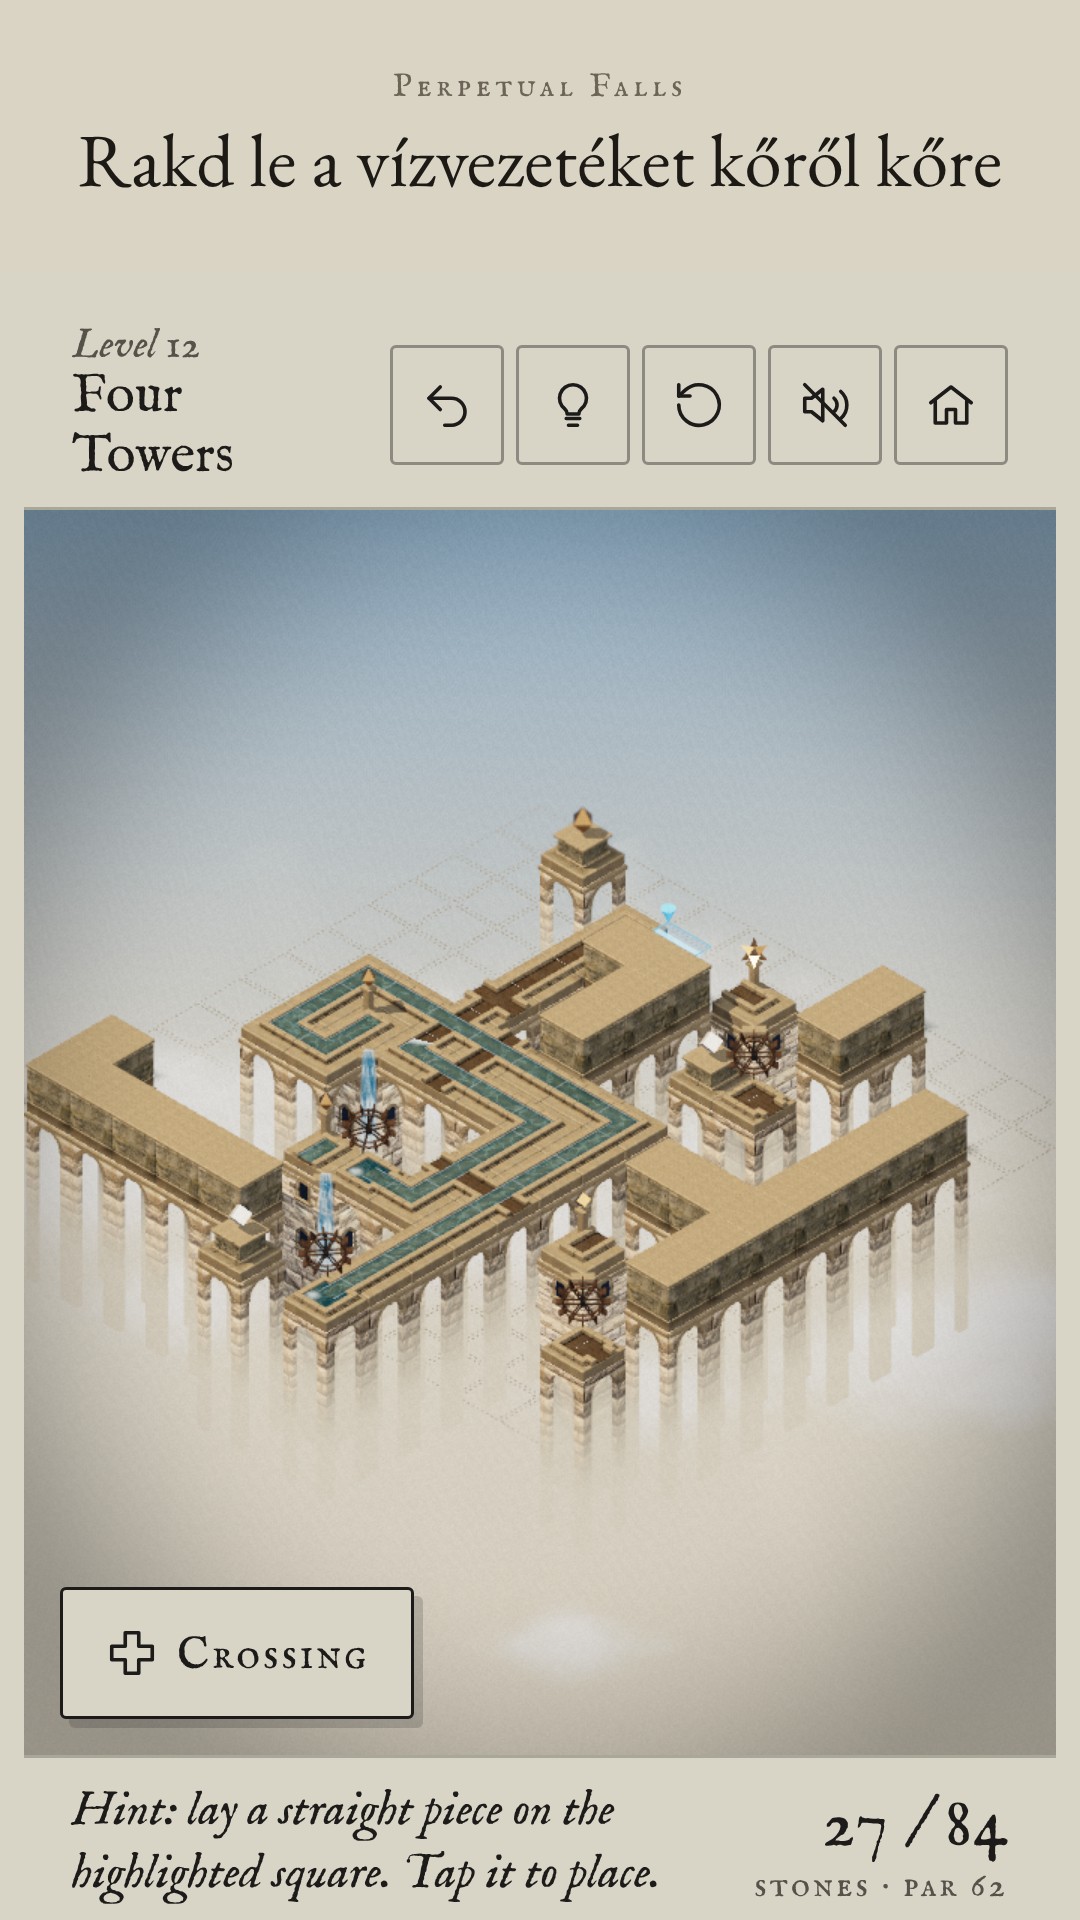 Perpetual Falls
Rakd le a vízvezetéket kőről kőre
Level 12
Four
Towers
Crossing
Hint: lay a straight piece on the
highlighted square. Tap it to place.
27 / 84
stones · par 62